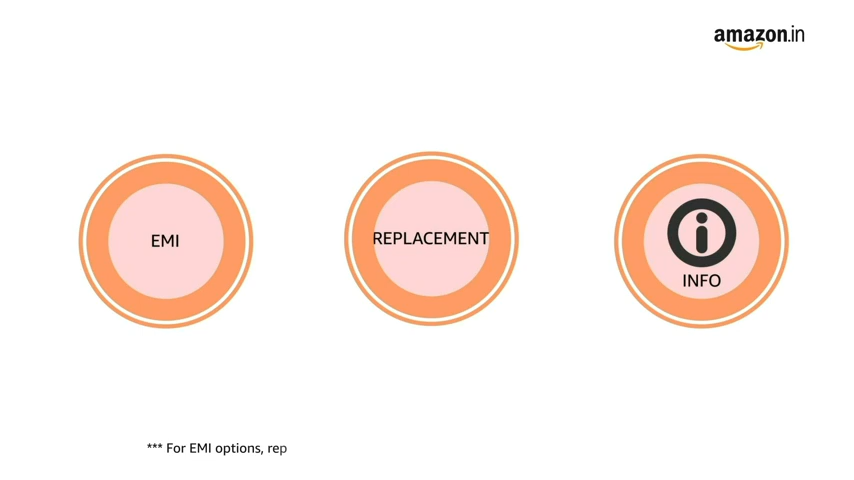 amazon.in
EMI
REPLACEMENT
INFO
*** For EMI options, rep